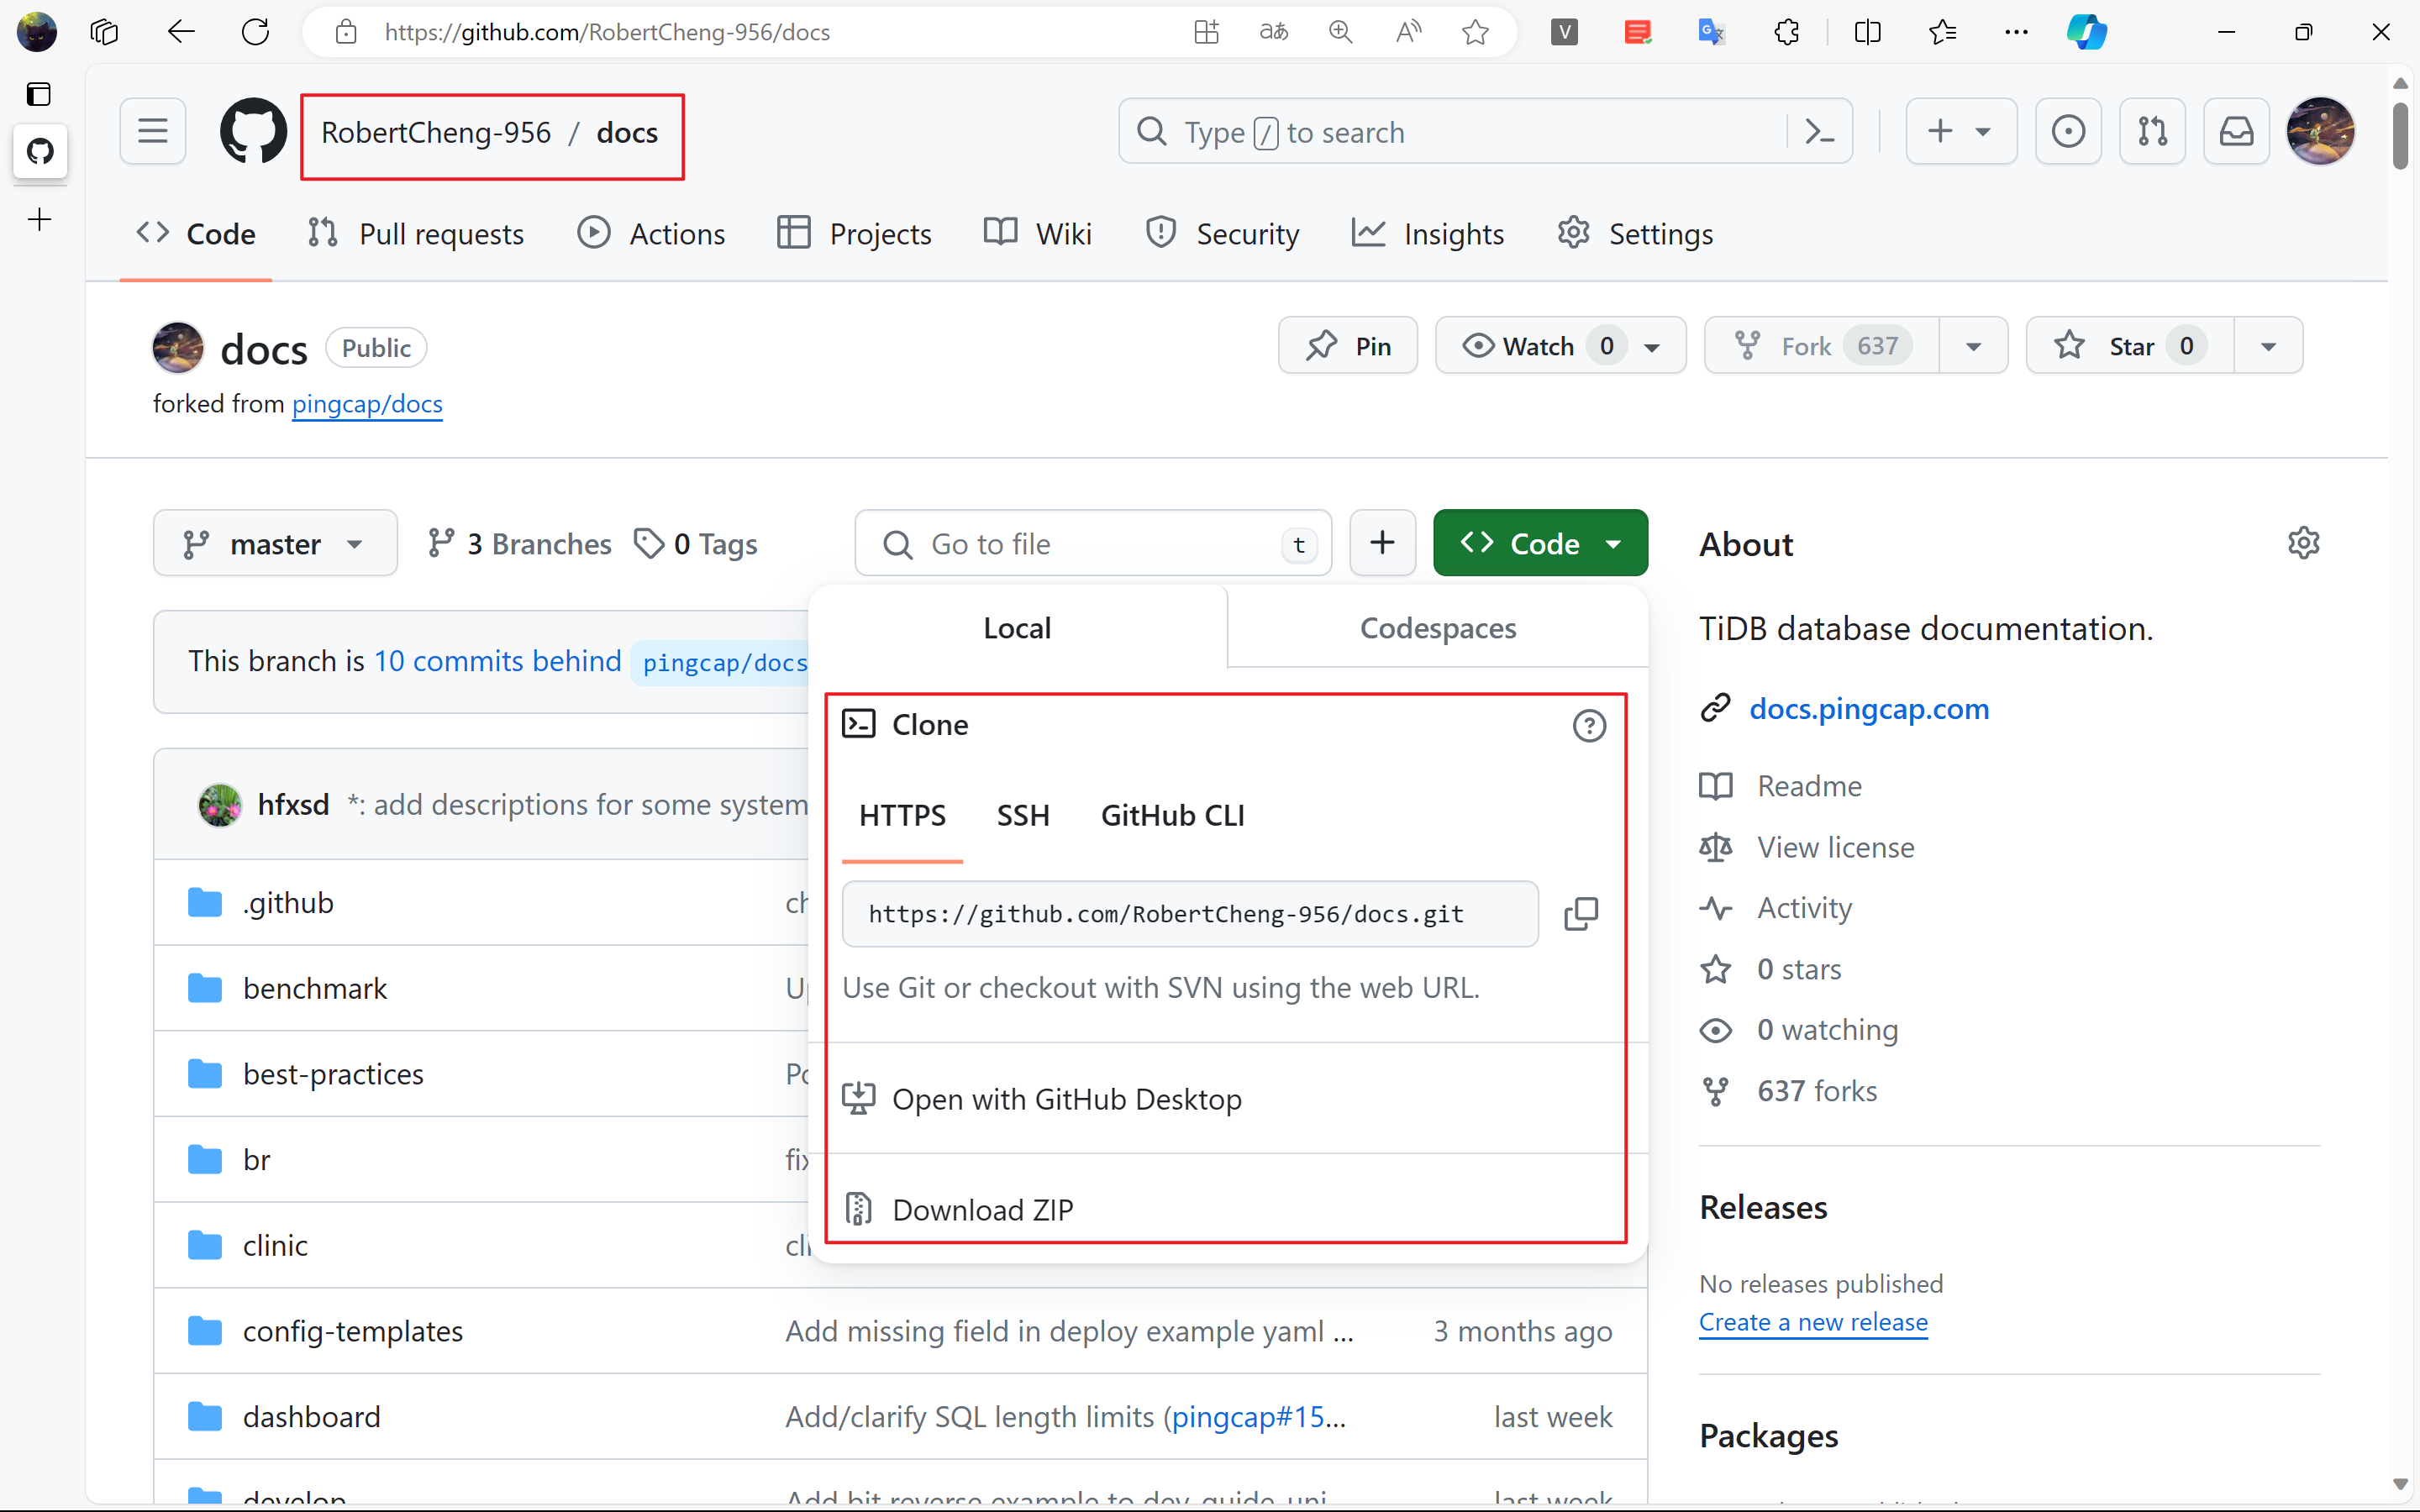 https://github.com/RobertCheng-956/docs
RobertCheng-956 / docs
Type / to search
Code Pull requests Actions Projects Wiki Security Insights Settings
docs Public
Pin Watch 0 Fork 637 Star 0
forked from pingcap/docs
master 3 Branches 0 Tags Go to file t Code
About
Local Codespaces
TiDB database documentation.
This branch is 10 commits behind pingcap/docs
docs.pingcap.com
Clone
Readme
HTTPS SSH GitHub CLI
hfxsd *: add descriptions for some system
View license
.github
https://github.com/RobertCheng-956/docs.git
Activity
0 stars
benchmark
Use Git or checkout with SVN using the web URL.
0 watching
best-practices
Open with GitHub Desktop
637 forks
br
Releases
Download ZIP
clinic
No releases published
Create a new release
config-templates Add missing field in deploy example yaml ... 3 months ago
dashboard Add/clarify SQL length limits (pingcap#15... last week
Packages
develop last week